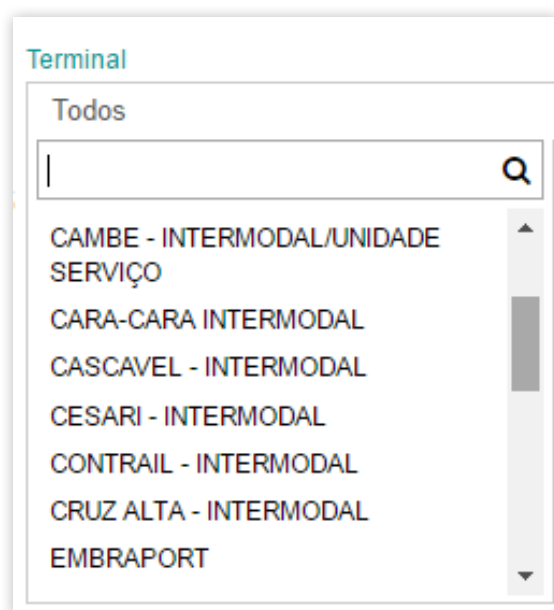 Terminal
Todos
CAMBE - INTERMODAL/UNIDADE
SERVIÇO
CARA-CARA INTERMODAL
CASCAVEL - INTERMODAL
CESARI - INTERMODAL
CONTRAIL - INTERMODAL
CRUZ ALTA - INTERMODAL
EMBRAPORT